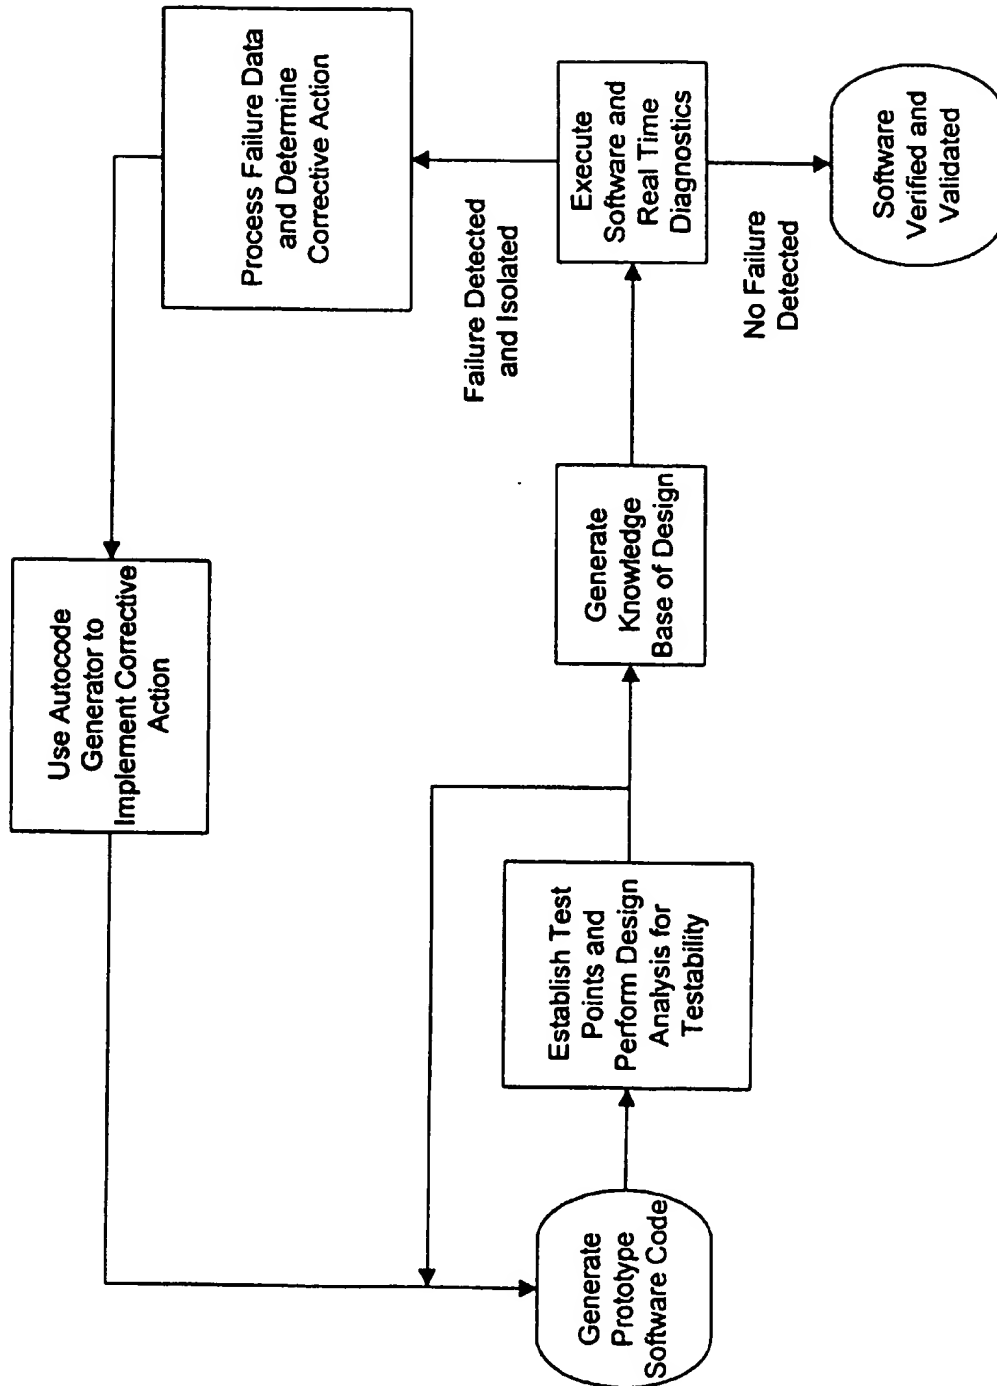 Generate
Prototype
Software Code
Establish Test
Points and
Perform Design
Analysis for
Testability
Generate
Knowledge
Base of Design
Execute
Software and
Real Time
Diagnostics
Failure Detected
and Isolated
No Failure
Detected
Software
Verified and
Validated
Process Failure Data
and Determine
Corrective Action
Use Autocode
Generator to
Implement Corrective
Action